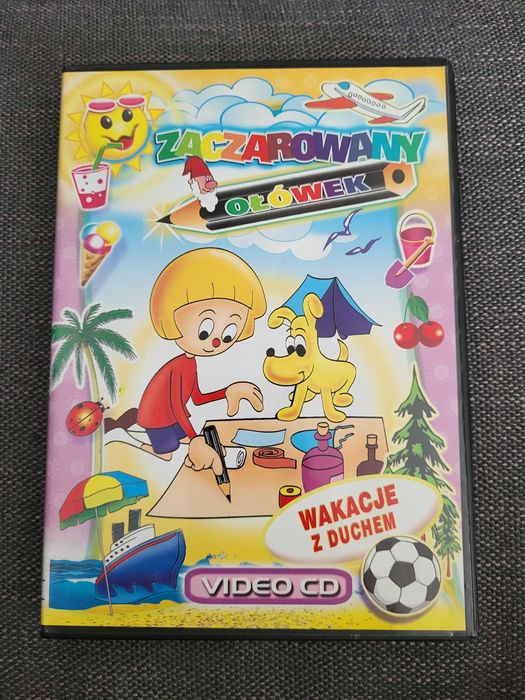 ZACZAROWANY
OŁÓWEK
WAKACJE
Z DUCHEM
VIDEO CD